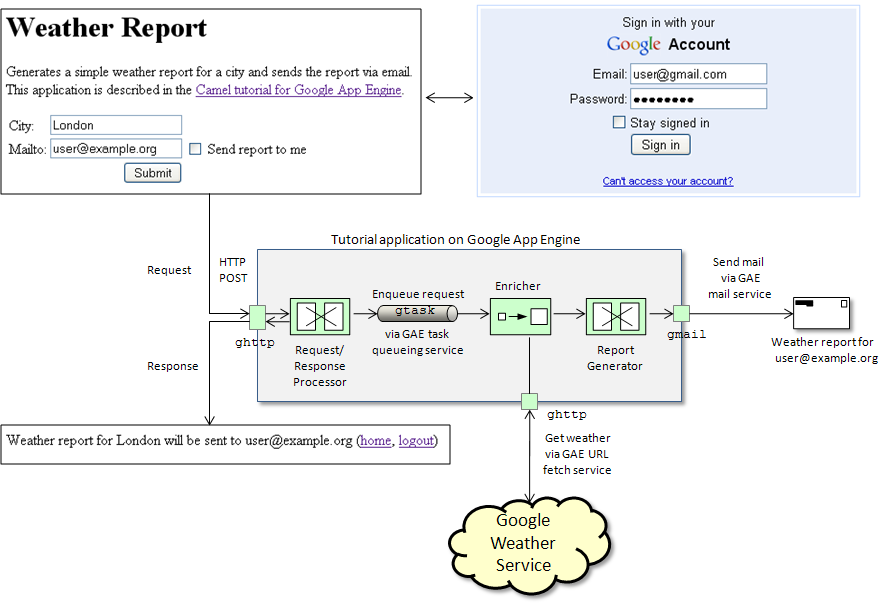 Weather Report
Generates a simple weather report for a city and sends the report via email.
This application is described in the Camel tutorial for Google App Engine.
City: London
Mailto: user@example.org Send report to me
Submit
Sign in with your
Google Account
Email: user@gmail.com
Password: ●●●●●●●●
Stay signed in
Sign in
Can't access your account?
Tutorial application on Google App Engine
Request
HTTP
POST
ghttp
Request/
Response
Processor
Enqueue request
gtask
via GAE task
queueing service
Enricher
Report
Generator
gmail
Send mail
via GAE
mail service
Weather report for
user@example.org
Response
Weather report for London will be sent to user@example.org (home, logout)
ghttp
Get weather
via GAE URL
fetch service
Google
Weather
Service